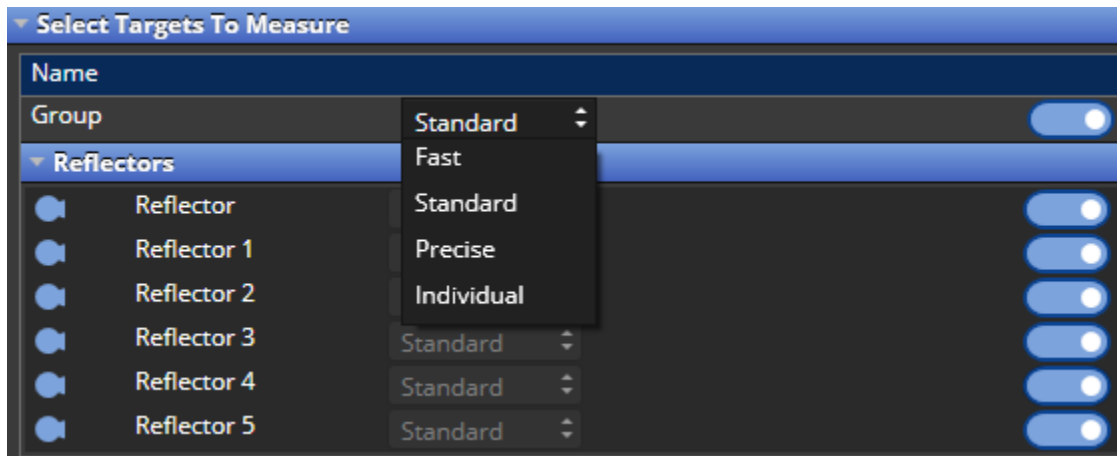 Select Targets To Measure
Name
Group
Standard
Fast
Standard
Precise
Individual
Reflectors
Reflector
Reflector 1
Reflector 2
Reflector 3 Standard
Reflector 4 Standard
Reflector 5 Standard